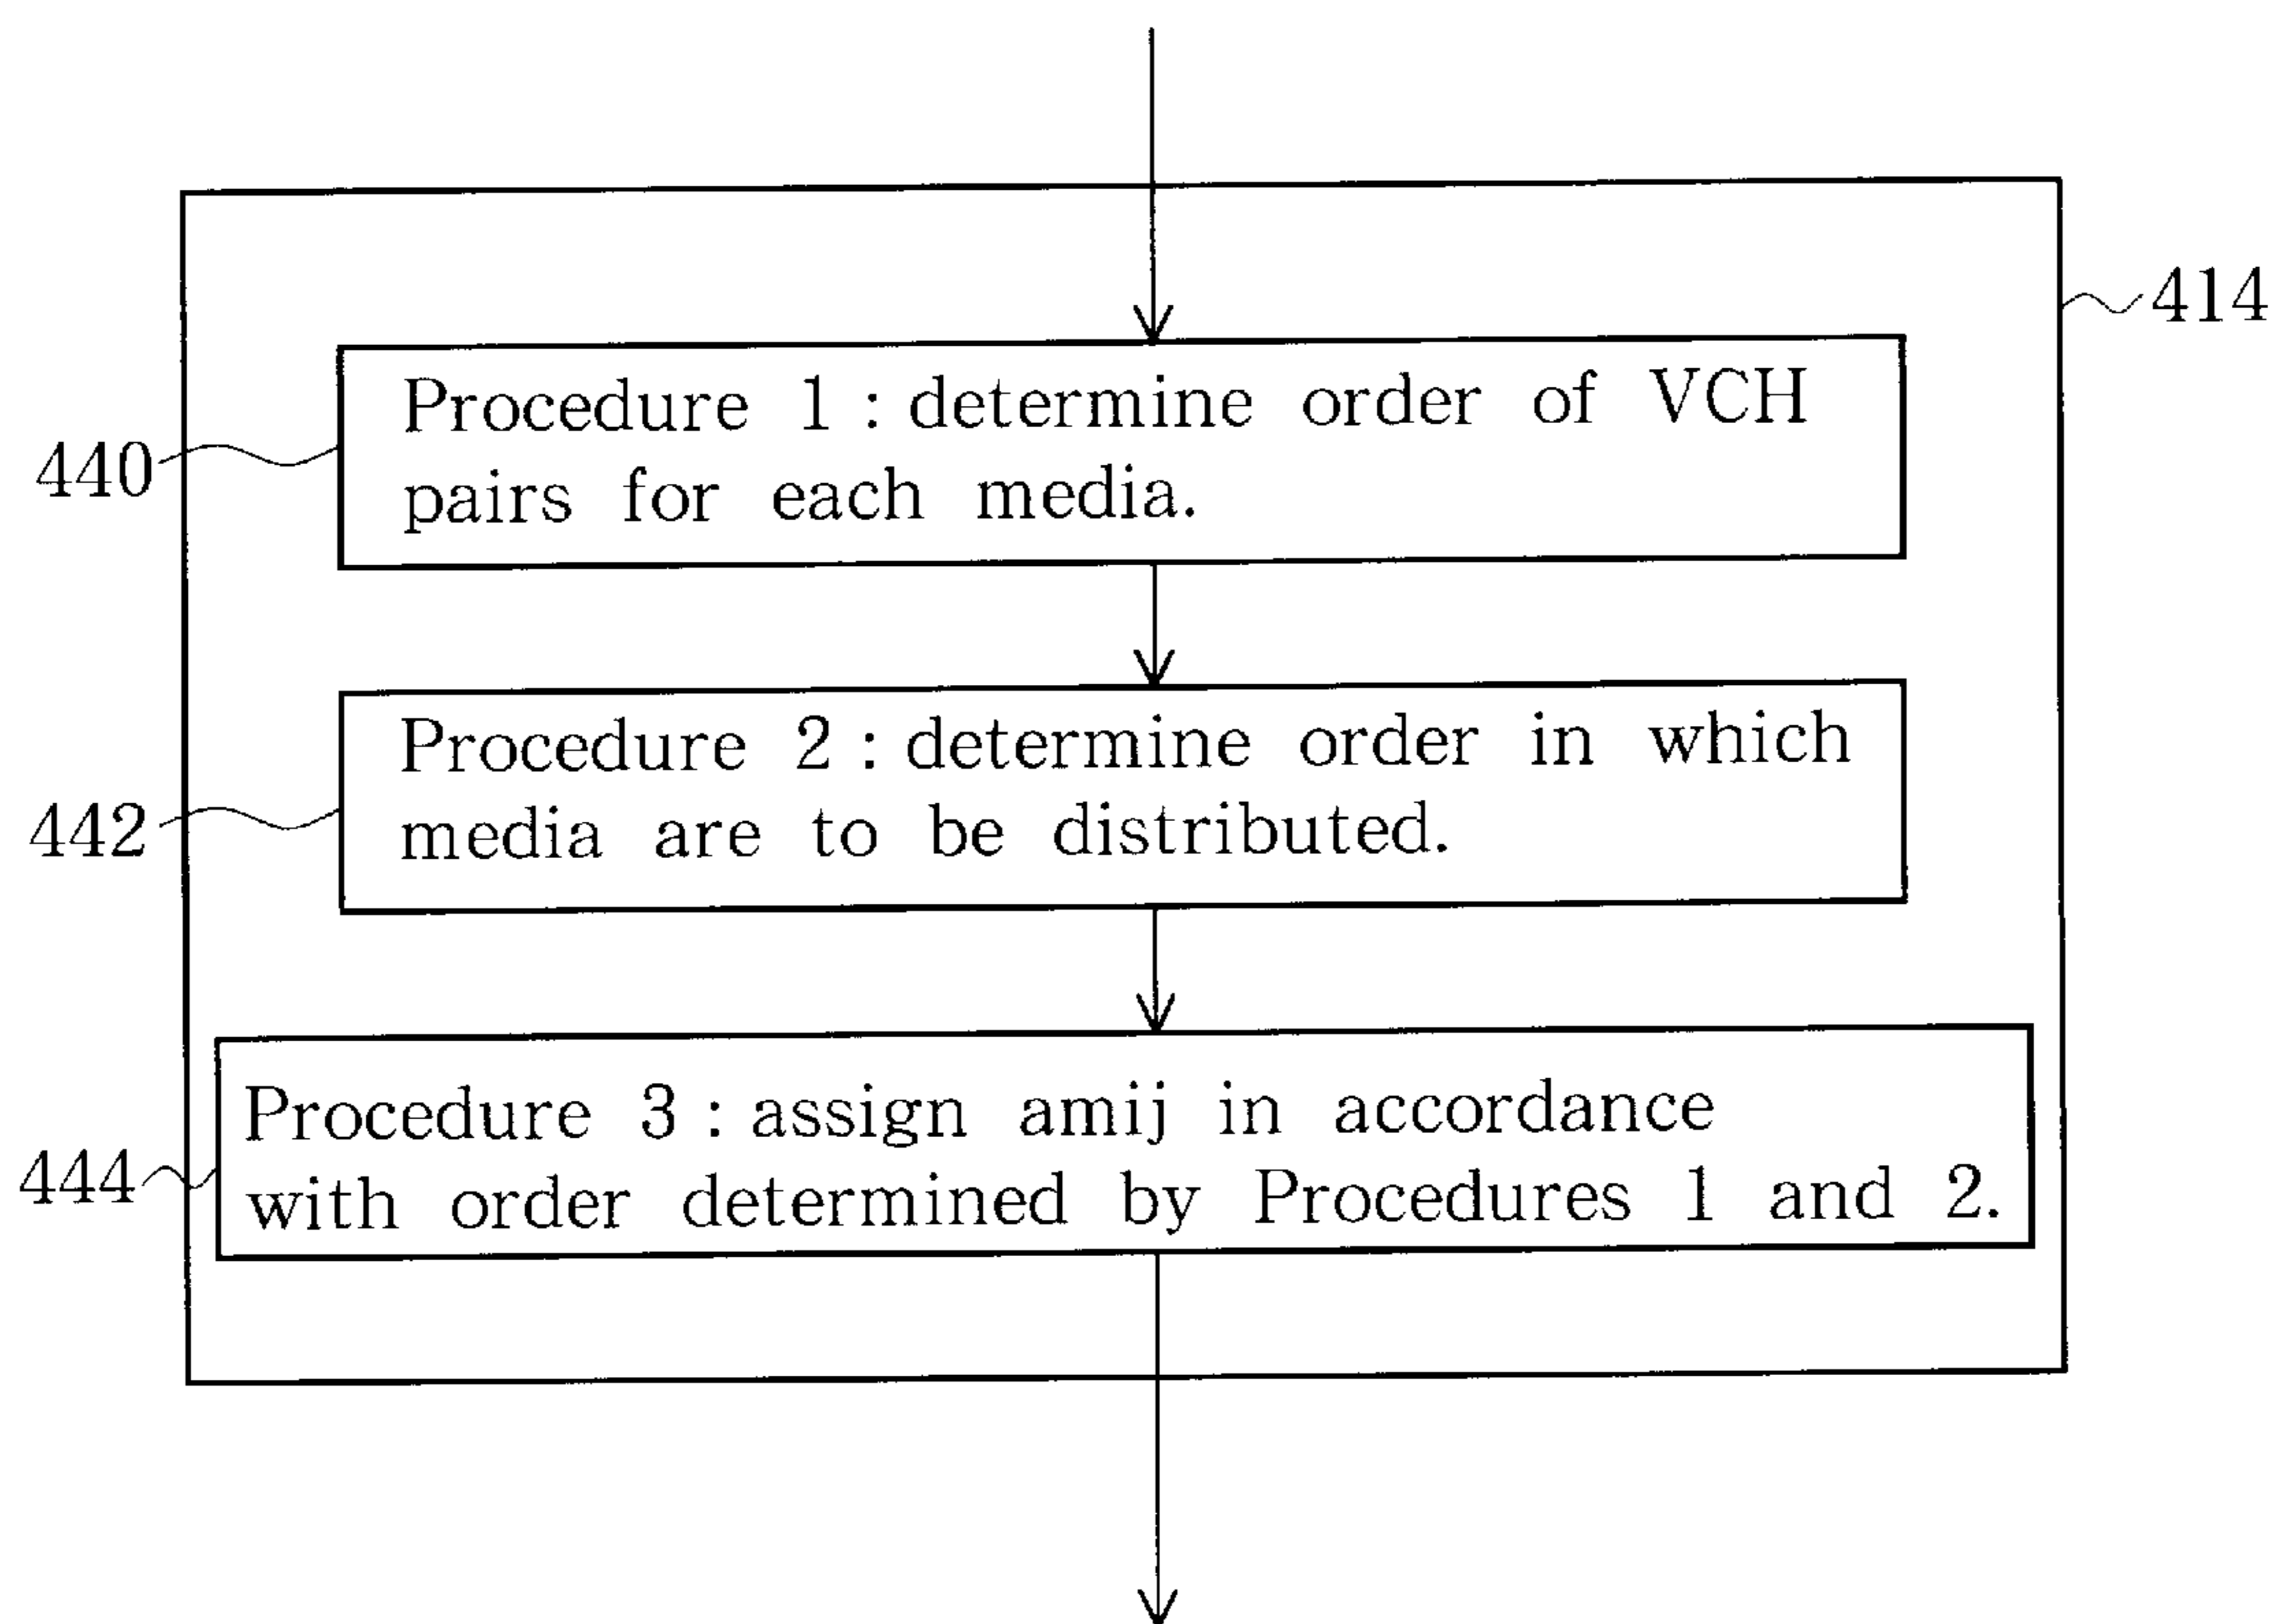 414
Procedure 1 : determine order of VCH
440
pairs for each media.
Procedure 2 : determine order in which
442
media are to be distributed.
Procedure 3 : assign amij in accordance
444
with order determined by Procedures 1 and 2.